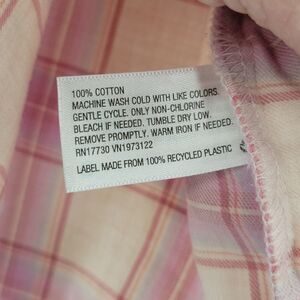 100% COTTON
MACHINE WASH COLD WITH LIKE COLORS.
GENTLE CYCLE. ONLY NON-CHLORINE
BLEACH IF NEEDED. TUMBLE DRY LOW.
REMOVE PROMPTLY. WARM IRON IF NEEDED.
RN17730 VN1973122
LABEL MADE FROM 100% RECYCLED PLASTIC